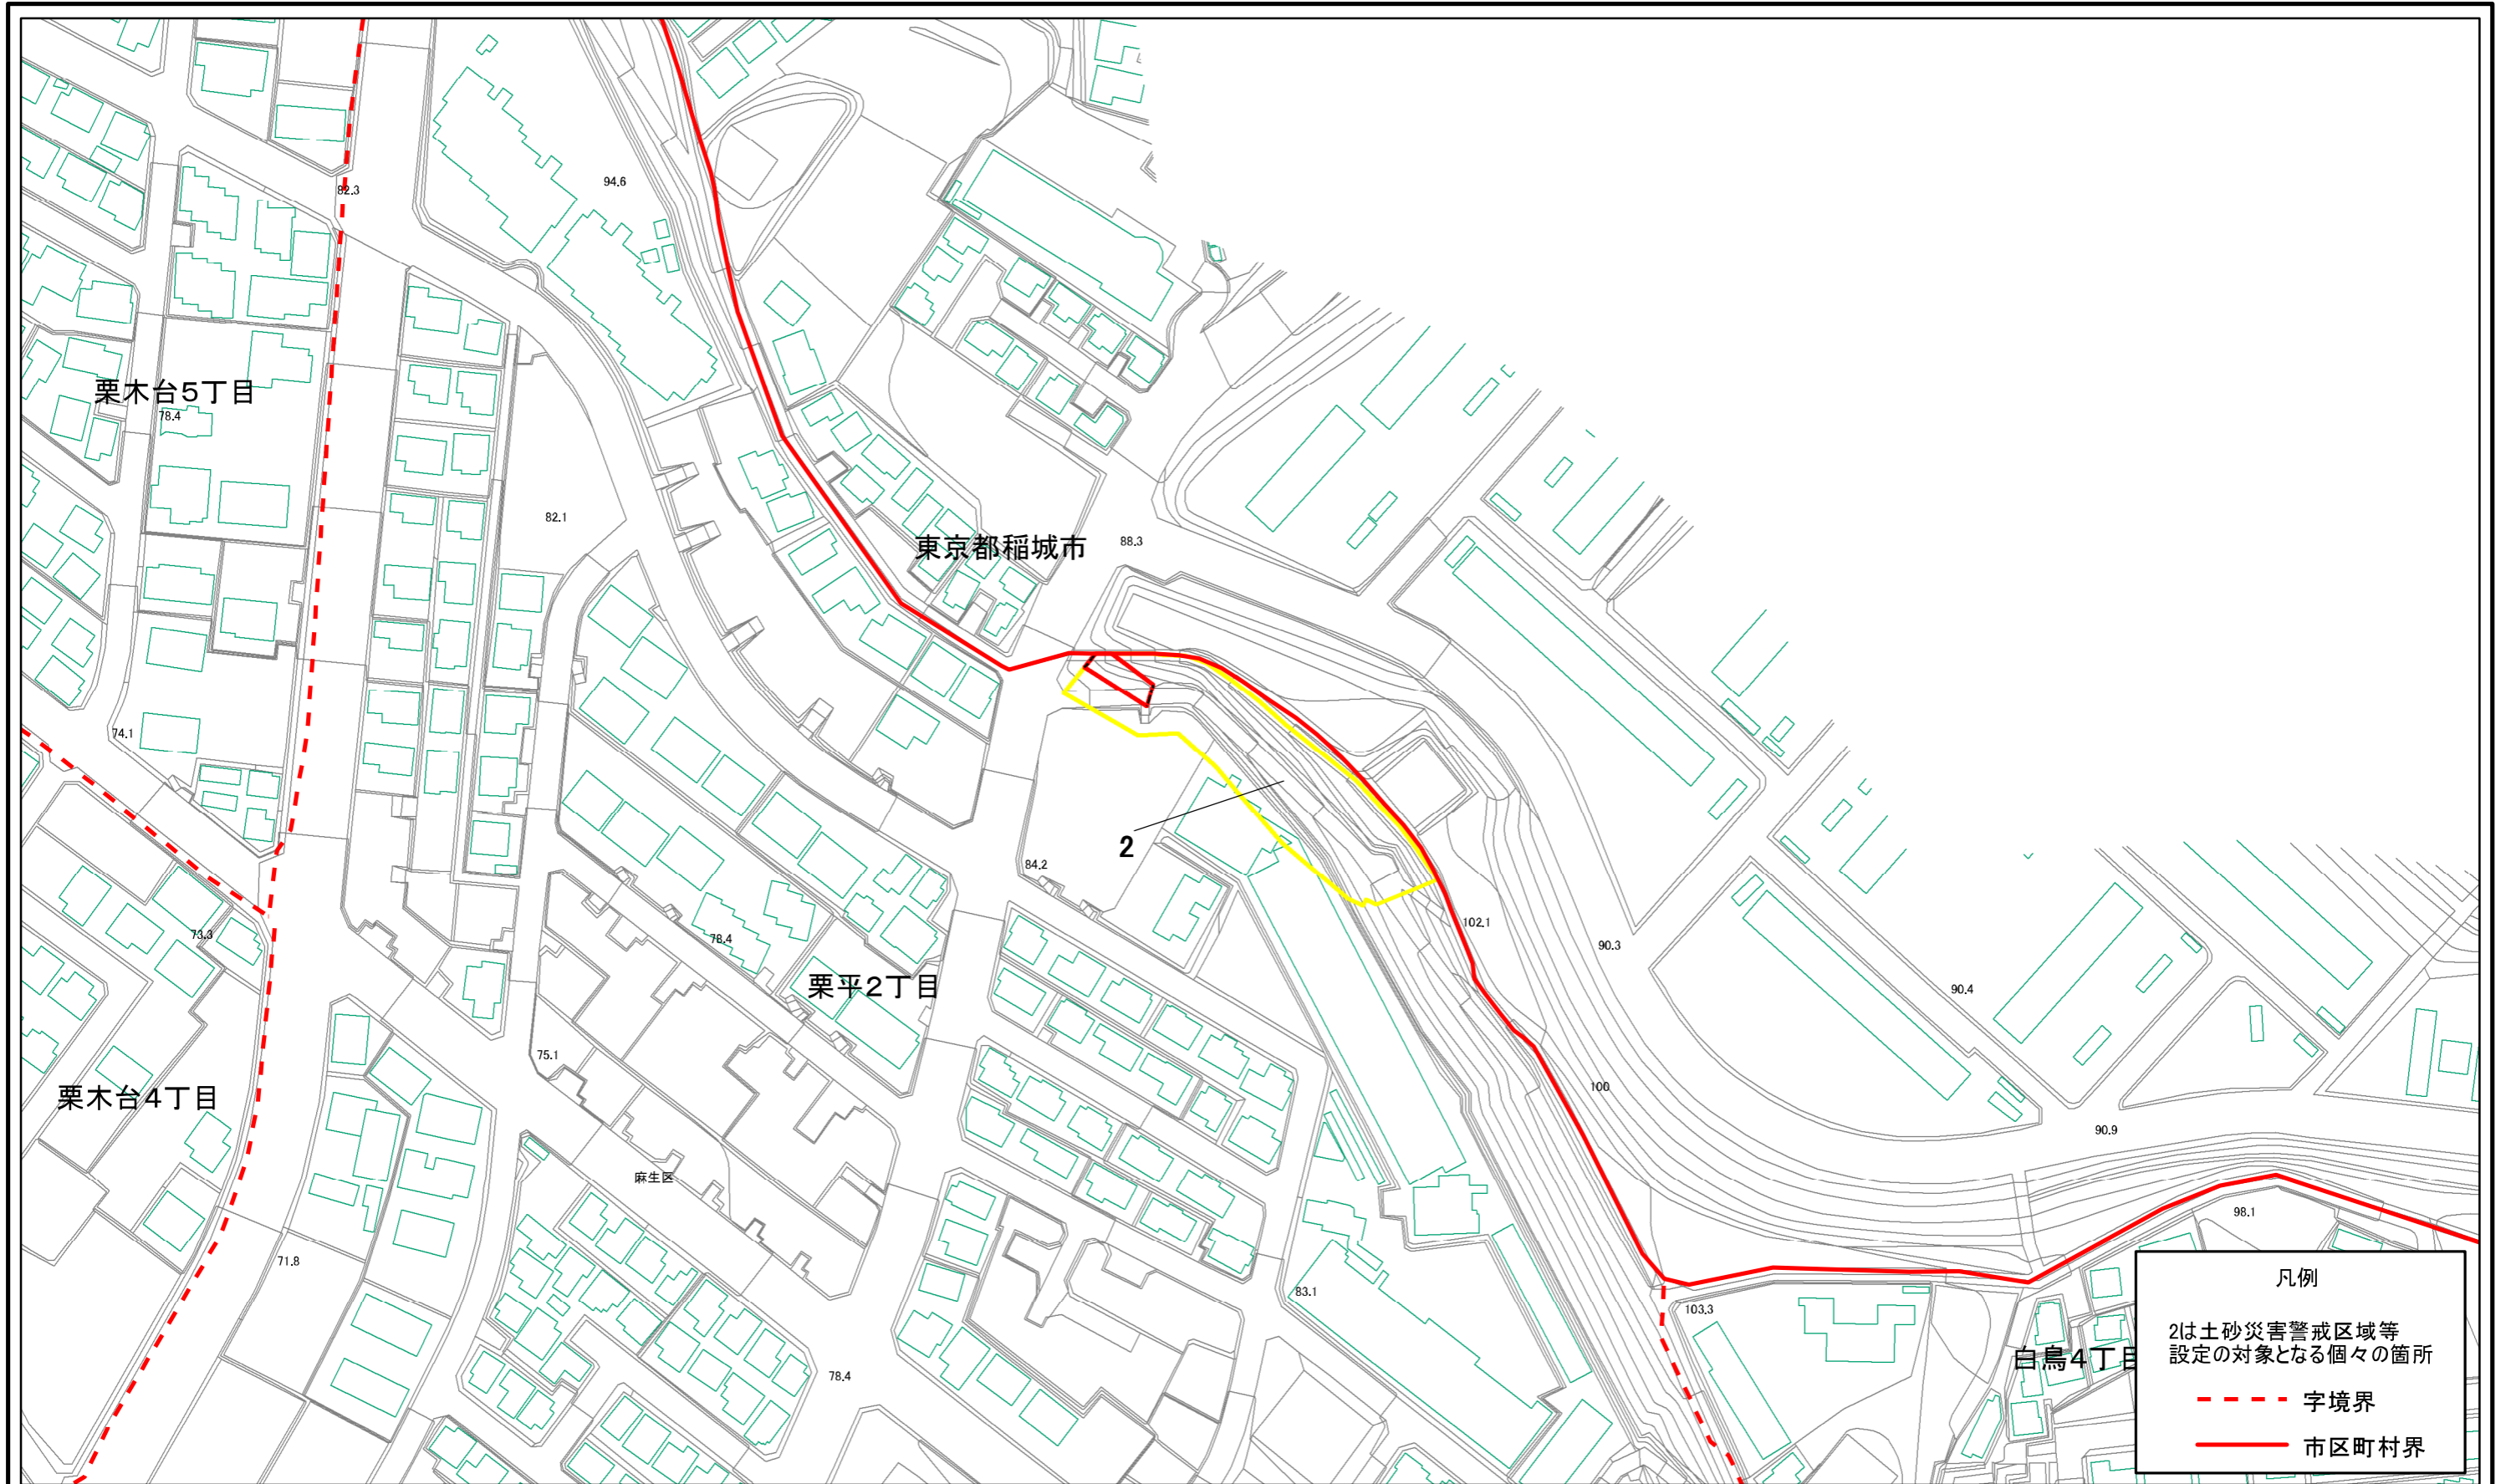 82.3
94.6
栗木台5丁目
78.4
82.1
東京都稲城市
88.3
74.1
2
84.2
102.1
73.3
78.4
90.3
栗平2丁目
90.4
75.1
100
栗木台4丁目
90.9
麻生区
98.1
71.8
83.1
103.3
白鳥4丁目
78.4
凡例
2は土砂災害警戒区域等
設定の対象となる個々の箇所
字境界
市区町村界